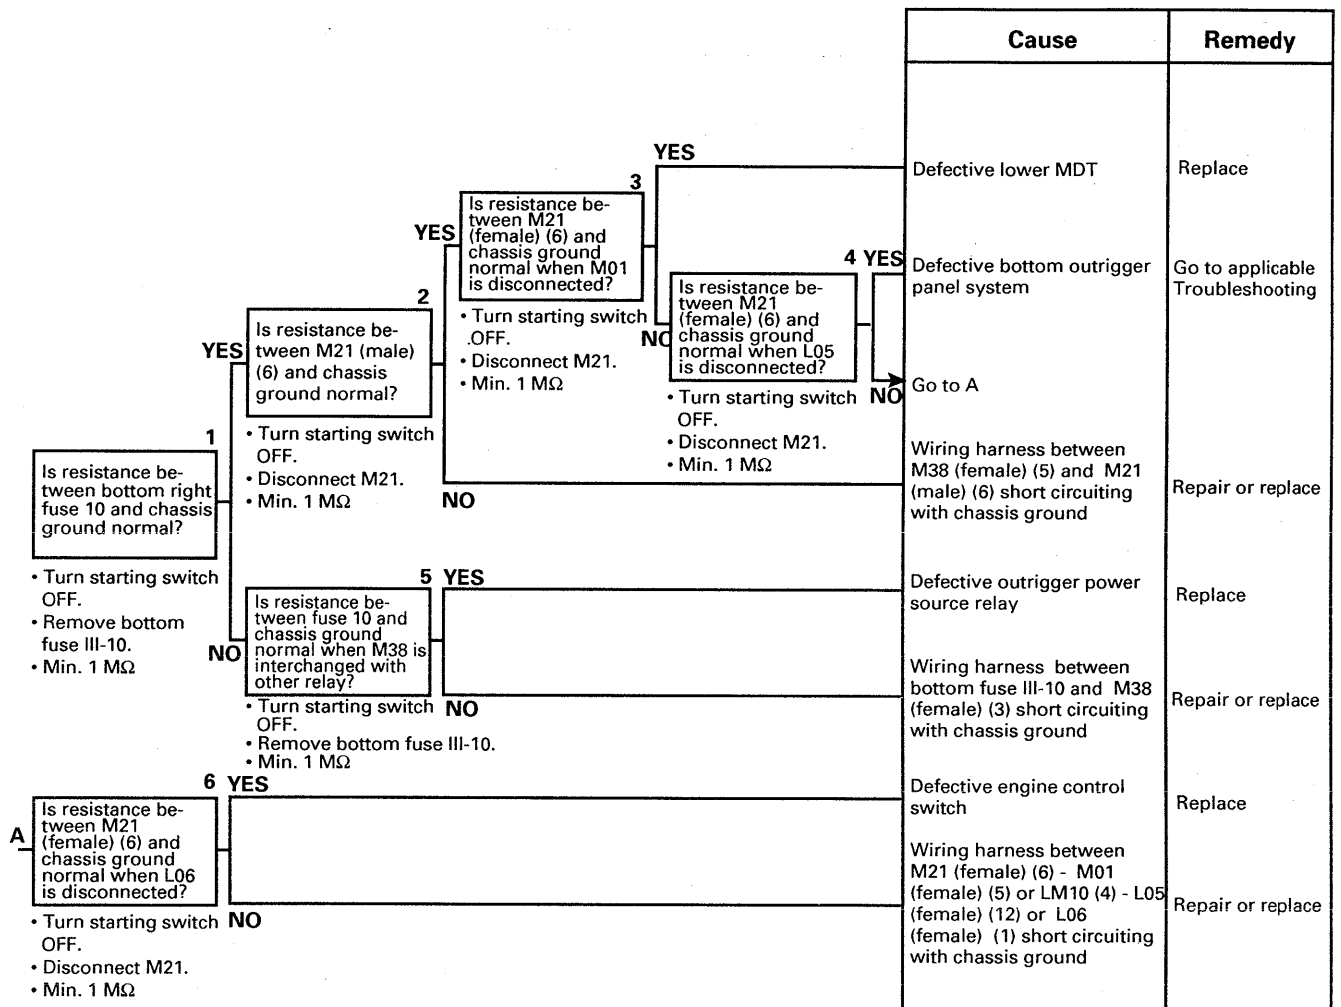 Cause
Remedy
YES
Defective lower MDT
Replace
3
Is resistance be-
tween M21
(female) (6) and
chassis ground
normal when M01
is disconnected?
YES
• Turn starting switch
.OFF.
• Disconnect M21.
• Min. 1 MΩ
NO
4 YES
Defective bottom outrigger
panel system
Go to applicable
Troubleshooting
Is resistance be-
tween M21
(female) (6) and
chassis ground
normal when L05
is disconnected?
NO
Go to A
• Turn starting switch
OFF.
• Disconnect M21.
• Min. 1 MΩ
2
YES
Is resistance be-
tween M21 (male)
(6) and chassis
ground normal?
• Turn starting switch
OFF.
• Disconnect M21.
• Min. 1 MΩ
NO
Wiring harness between
M38 (female) (5) and M21
(male) (6) short circuiting
with chassis ground
Repair or replace
1
Is resistance be-
tween bottom right
fuse 10 and chassis
ground normal?
• Turn starting switch
OFF.
• Remove bottom
fuse III-10.
• Min. 1 MΩ
NO
5 YES
Is resistance be-
tween fuse 10 and
chassis ground
normal when M38 is
interchanged with
other relay?
Defective outrigger power
source relay
Replace
• Turn starting switch
OFF.
• Remove bottom fuse III-10.
• Min. 1 MΩ
NO
Wiring harness between
bottom fuse III-10 and M38
(female) (3) short circuiting
with chassis ground
Repair or replace
6 YES
A
Is resistance be-
tween M21
(female) (6) and
chassis ground
normal when L06
is disconnected?
Defective engine control
switch
Replace
• Turn starting switch
OFF.
• Disconnect M21.
• Min. 1 MΩ
NO
Wiring harness between
M21 (female) (6) - M01
(female) (5) or LM10 (4) - L05
(female) (12) or L06
(female) (1) short circuiting
with chassis ground
Repair or replace